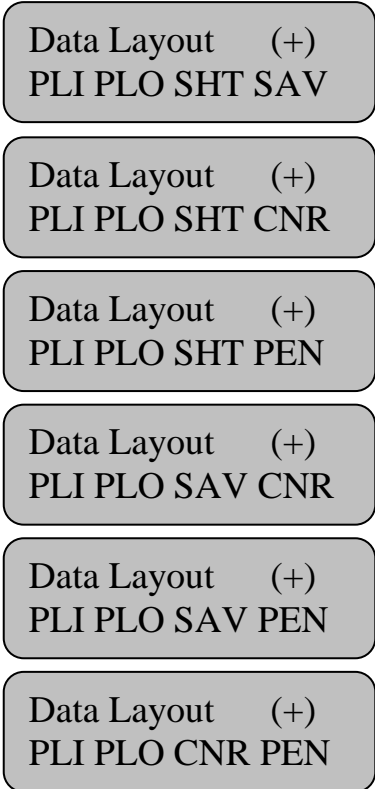 Data Layout (+)
PLI PLO SHT SAV
Data Layout (+)
PLI PLO SHT CNR
Data Layout (+)
PLI PLO SHT PEN
Data Layout (+)
PLI PLO SAV CNR
Data Layout (+)
PLI PLO SAV PEN
Data Layout (+)
PLI PLO CNR PEN